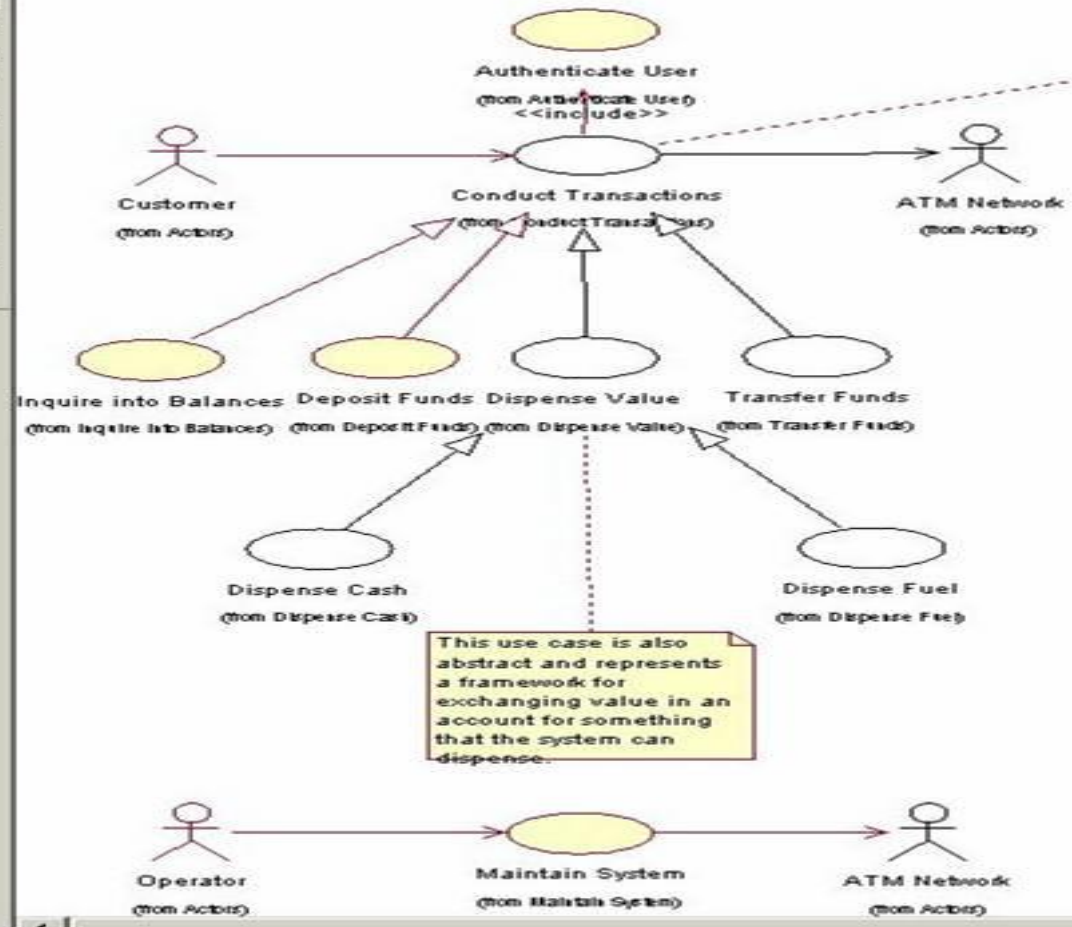 Authenticate User
(from Authenticate User)
<<include>>
Customer
(from Actors)
Conduct Transactions
(from Conduct Transactions)
ATM Network
(from Actors)
Inquire into Balances
(from Inquire Into Balances)
Deposit Funds
(from Deposit Funds)
Dispense Value
(from Dispense Value)
Transfer Funds
(from Transfer Funds)
Dispense Cash
(from Dispense Cash)
Dispense Fuel
(from Dispense Fuel)
This use case is also
abstract and represents
a framework for
exchanging value in an
account for something
that the system can
dispense.
Operator
(from Actors)
Maintain System
(from Maintain System)
ATM Network
(from Actors)